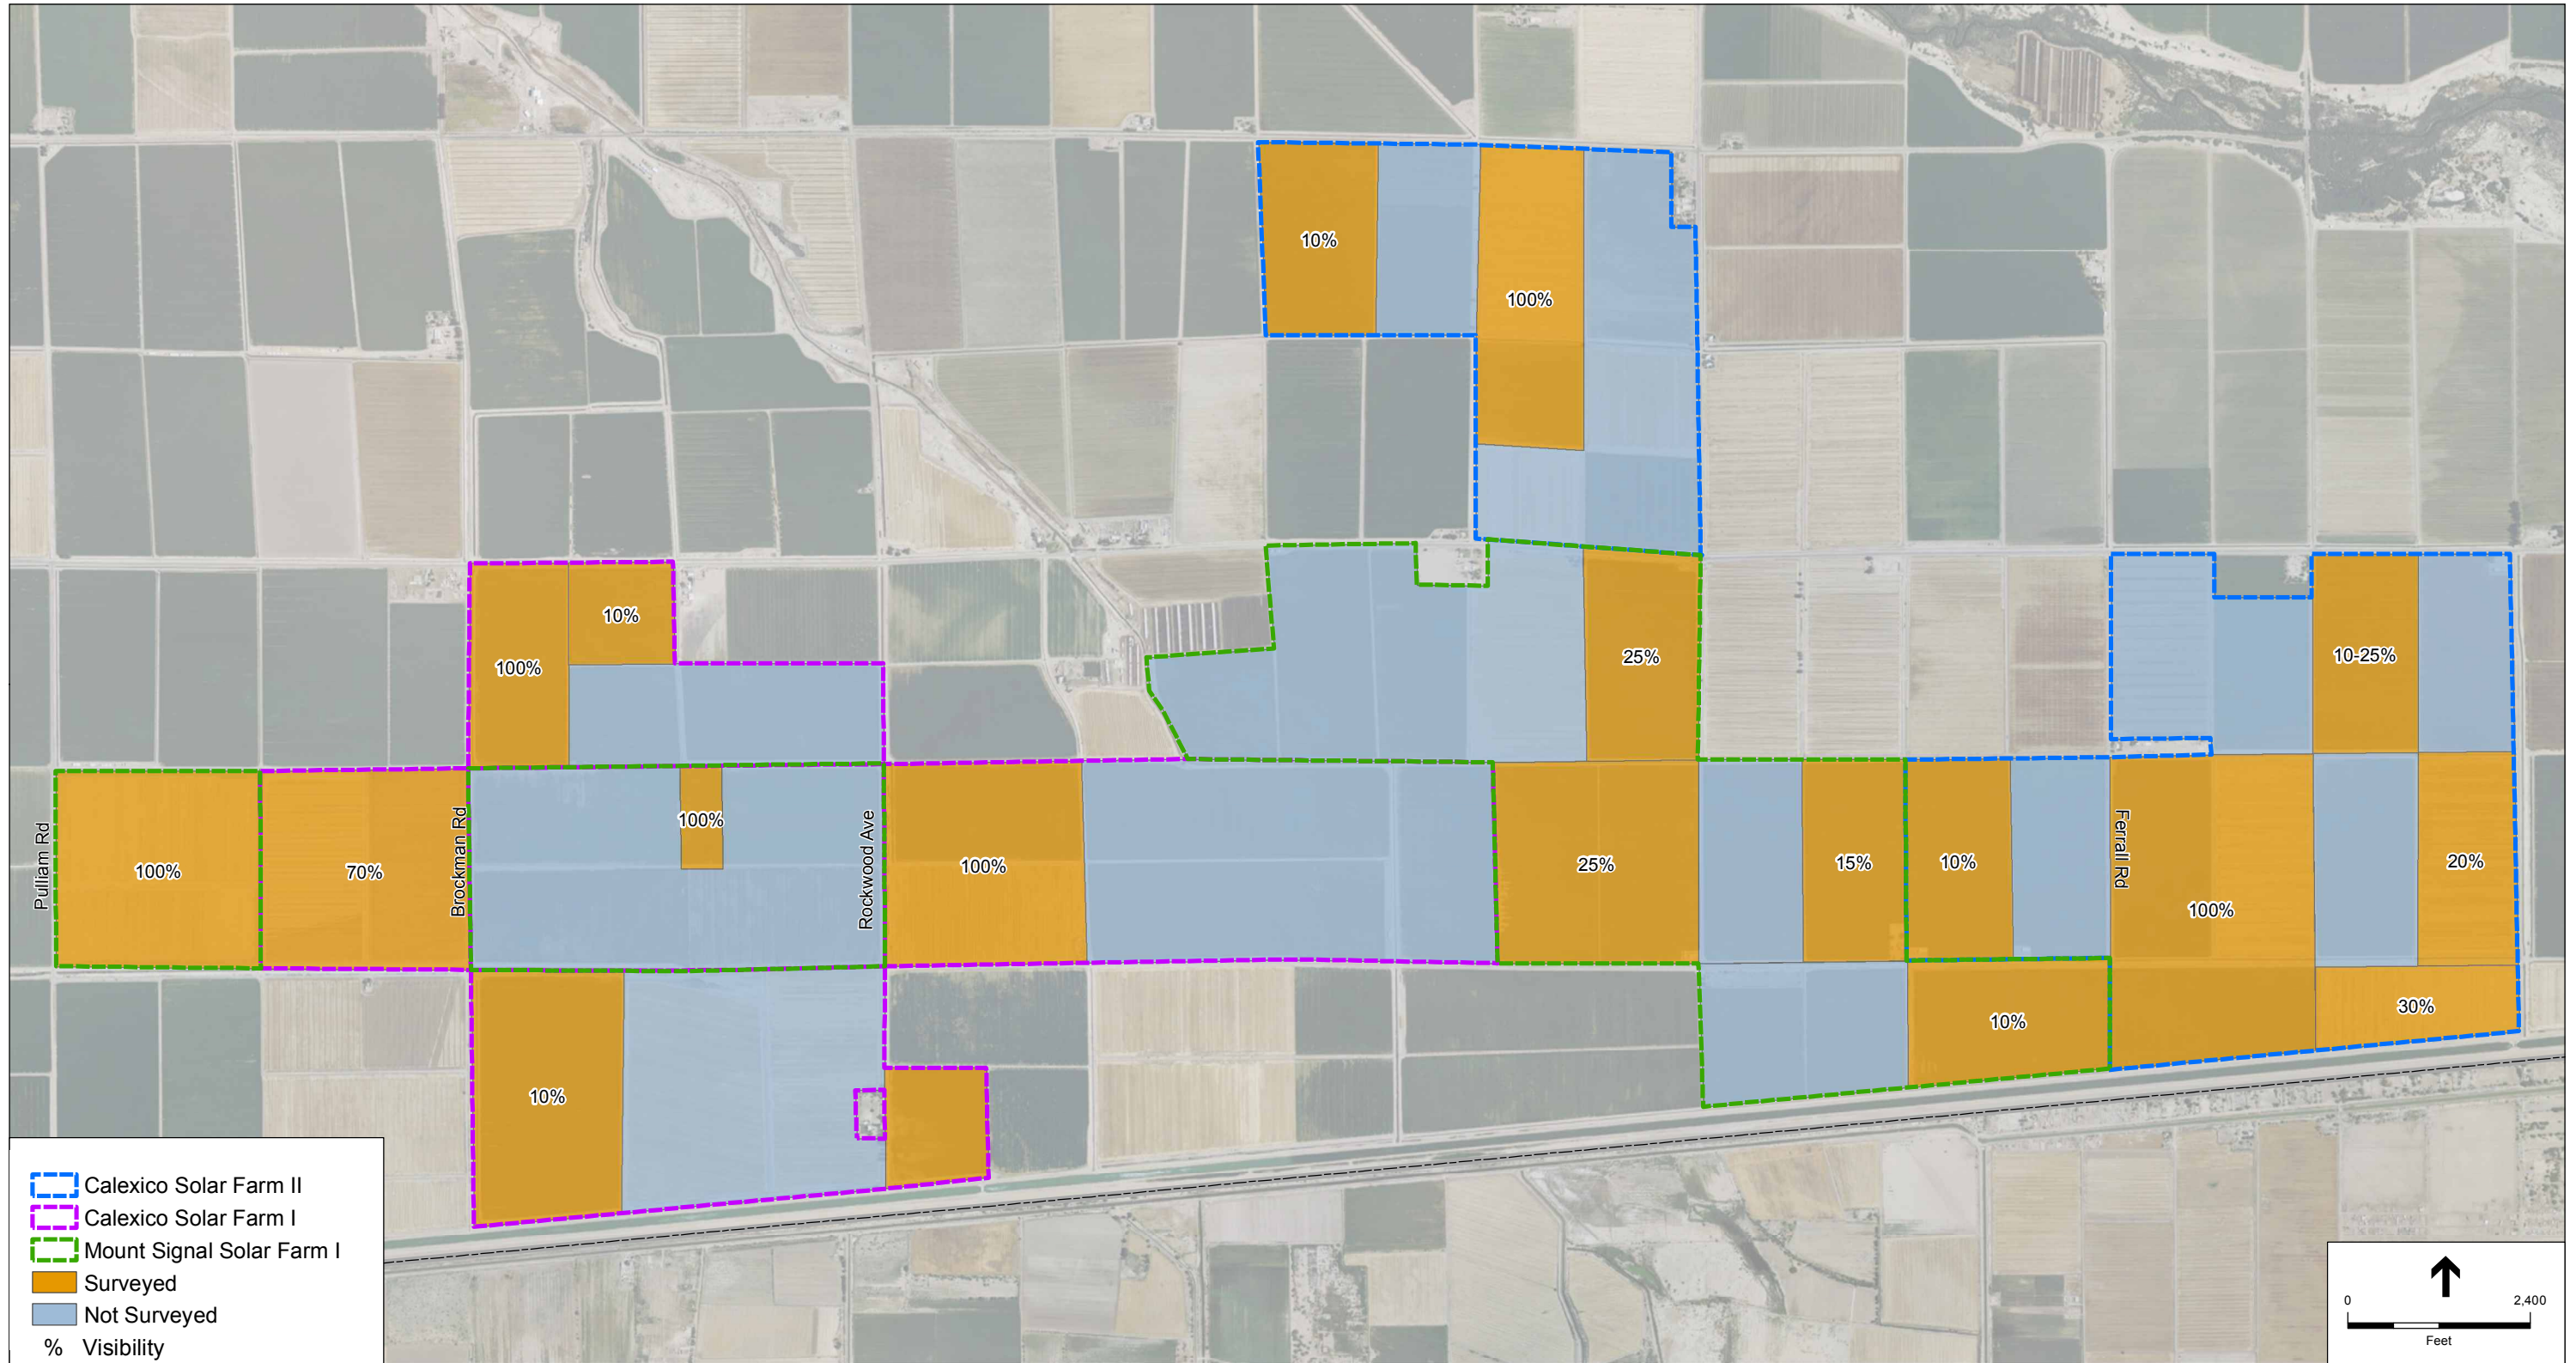 10%
100%
10%
100%
25%
10-25%
100%
Pulliam Rd
100%
70%
Brockman Rd
Rockwood Ave
100%
25%
15%
10%
Ferrall Rd
100%
20%
10%
30%
10%
Calexico Solar Farm II
Calexico Solar Farm I
Mount Signal Solar Farm I
Surveyed
Not Surveyed
% Visibility
0 2,400
Feet